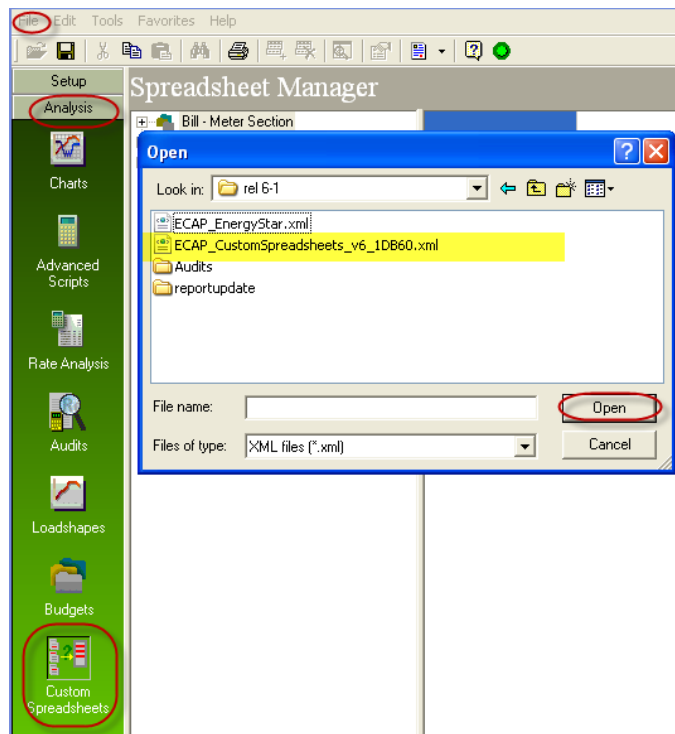 File Edit Tools Favorites Help
Setup
Analysis
Charts
Advanced
Scripts
Rate Analysis
Audits
Loadshapes
Budgets
Custom
Spreadsheets
Spreadsheet Manager
Bill - Meter Section
Open
Look in: rel 6-1
ECAP_EnergyStar.xml
ECAP_CustomSpreadsheets_v6_1DB60.xml
Audits
reportupdate
File name:
Open
Files of type: XML files (*.xml)
Cancel